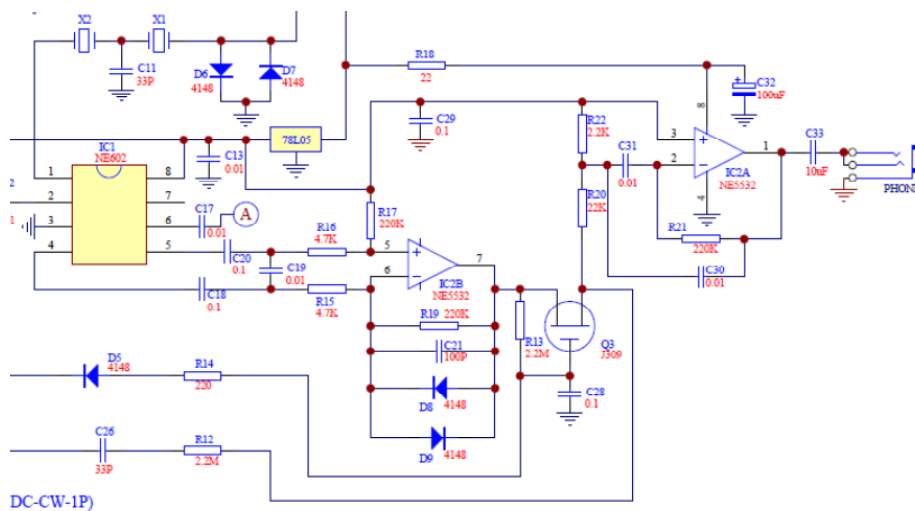 X2
X1
C11
33P
D6
4148
D7
4148
R18
22
C32
100uF
IC1
NE602
78L05
C13
0.01
C29
0.1
R22
2.2K
C31
0.01
8
3
2
1
4
IC2A
NE5532
C33
10uF
PHONE
1
2
3
4
8
7
6
5
C17
0.01
A
C20
0.1
C19
0.01
C18
0.1
R16
4.7K
R17
220K
R15
4.7K
5
6
7
IC2B
NE5532
R20
22K
R21
220K
C30
0.01
R19 220K
C21
100P
R13
2.2M
Q3
J309
C28
0.1
D5
4148
R14
220
D8
4148
D9
4148
C26
33P
R12
2.2M
DC-CW-1P)